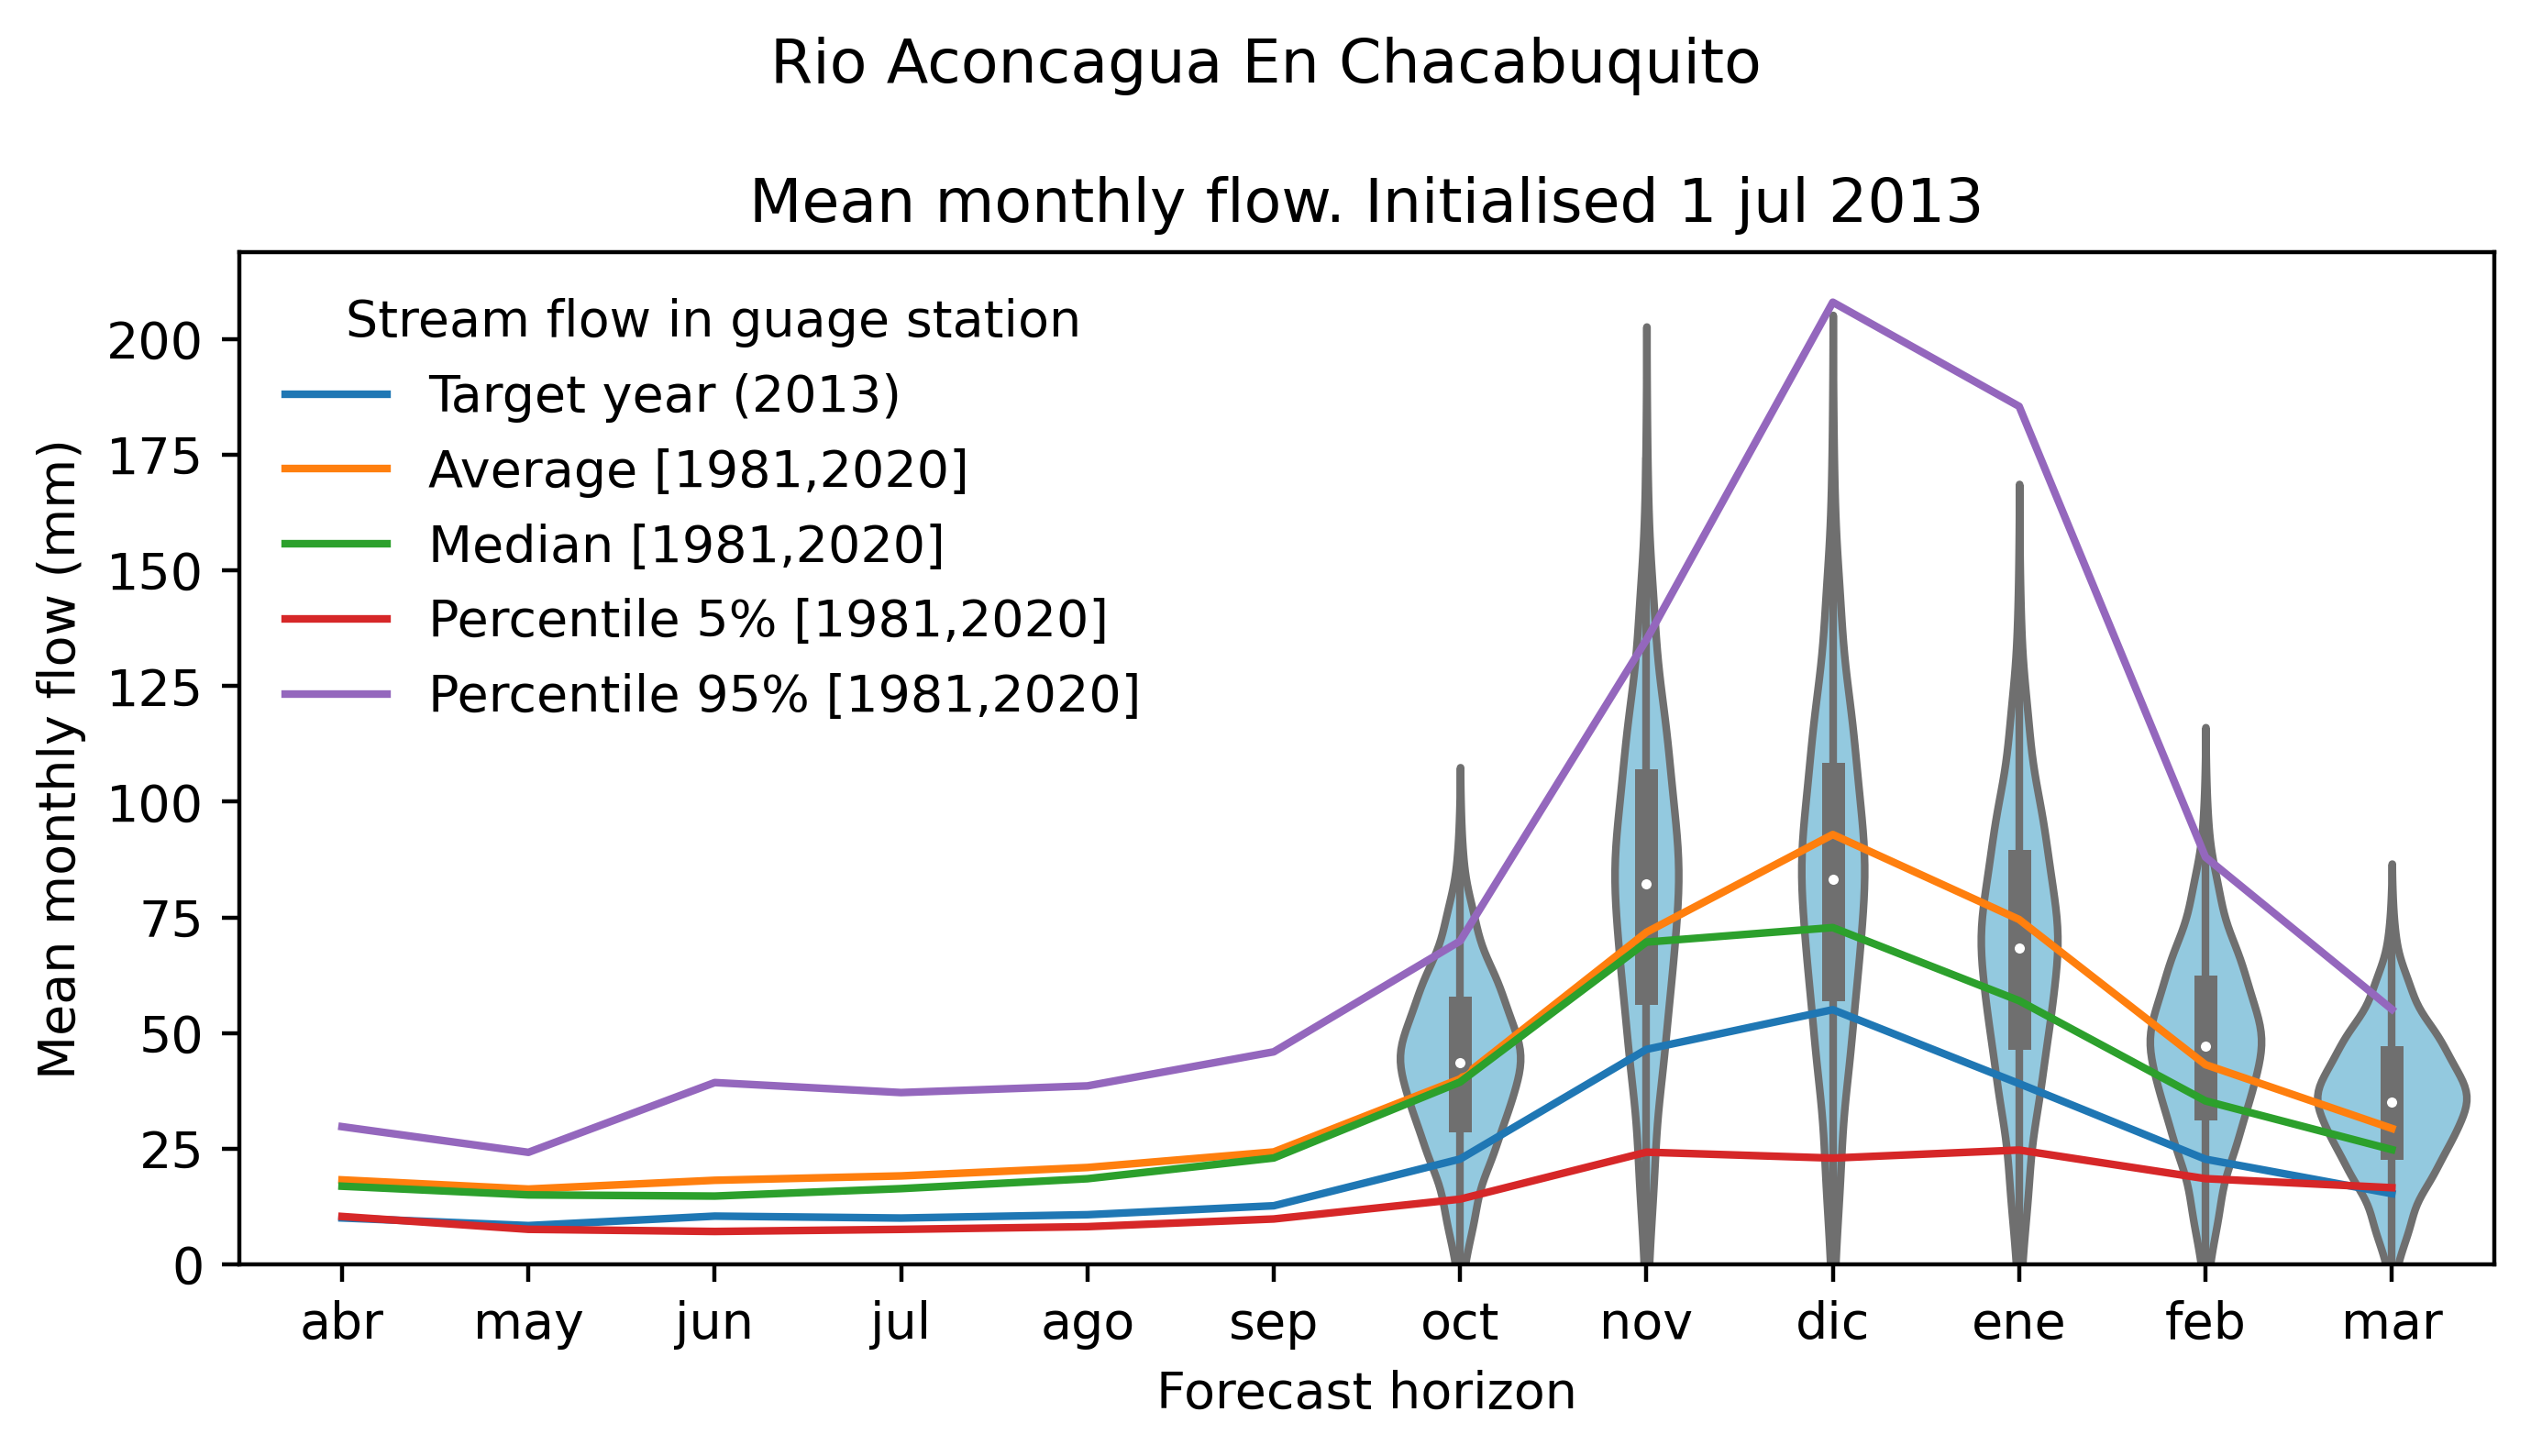 Rio Aconcagua En Chacabuquito
Mean monthly flow. Initialised 1 jul 2013
Stream flow in guage station
Target year (2013)
Average [1981,2020]
Median [1981,2020]
Percentile 5% [1981,2020]
Percentile 95% [1981,2020]
Mean monthly flow (mm)
200
175
150
125
100
75
50
25
0
abr may jun jul ago sep oct nov dic ene feb mar
Forecast horizon